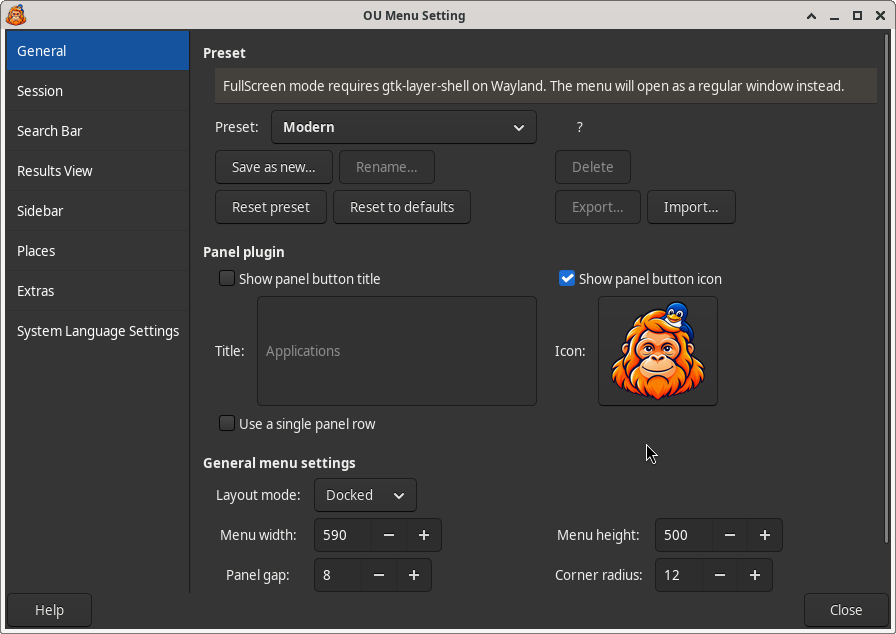 OU Menu Setting
General
Session
Search Bar
Results View
Sidebar
Places
Extras
System Language Settings
Preset
FullScreen mode requires gtk-layer-shell on Wayland. The menu will open as a regular window instead.
Preset: Modern ?
Save as new... Rename... Delete
Reset preset Reset to defaults Export... Import...
Panel plugin
Show panel button title Show panel button icon
Title: Applications Icon:
Use a single panel row
General menu settings
Layout mode: Docked
Menu width: 590 − + Menu height: 500 − +
Panel gap: 8 − + Corner radius: 12 − +
Help Close